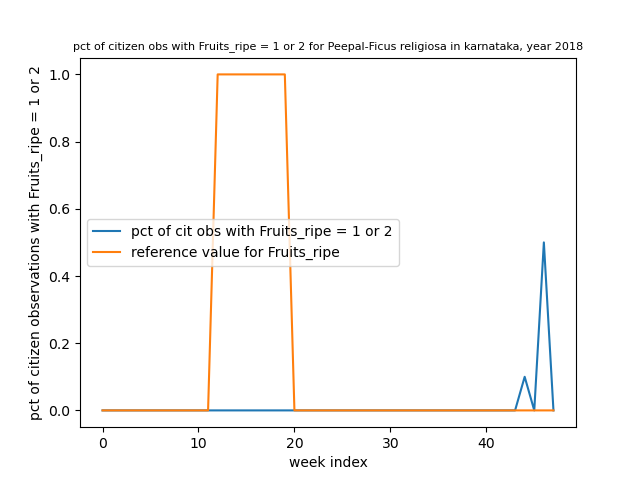 pct of citizen obs with Fruits_ripe = 1 or 2 for Peepal-Ficus religiosa in karnataka, year 2018
pct of citizen observations with Fruits_ripe = 1 or 2
1.0
0.8
0.6
0.4
0.2
0.0
pct of cit obs with Fruits_ripe = 1 or 2
reference value for Fruits_ripe
0
10
20
30
40
week index